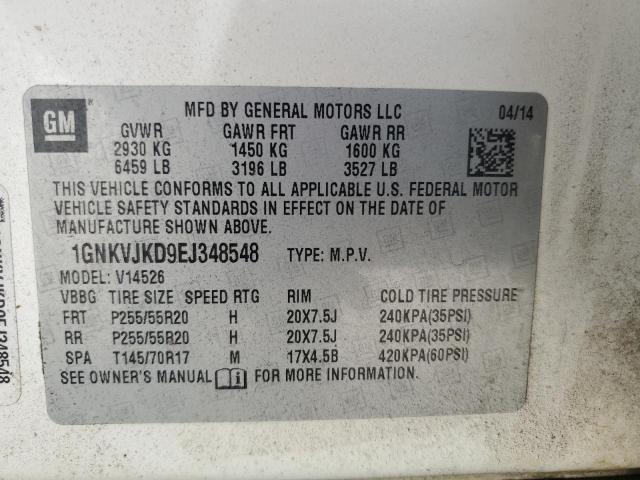 GM
MFD BY GENERAL MOTORS LLC 04/14
GVWR GAWR FRT GAWR RR
2930 KG 1450 KG 1600 KG
6459 LB 3196 LB 3527 LB
THIS VEHICLE CONFORMS TO ALL APPLICABLE U.S. FEDERAL MOTOR
VEHICLE SAFETY STANDARDS IN EFFECT ON THE DATE OF
MANUFACTURE SHOWN ABOVE.
1GNKVJKD9EJ348548 TYPE: M.P.V.
MODEL: V14526
VBBG TIRE SIZE SPEED RTG RIM COLD TIRE PRESSURE
FRT P255/55R20 H 20X7.5J 240KPA(35PSI)
RR P255/55R20 H 20X7.5J 240KPA(35PSI)
SPA T145/70R17 M 17X4.5B 420KPA(60PSI)
SEE OWNER'S MANUAL FOR MORE INFORMATION.